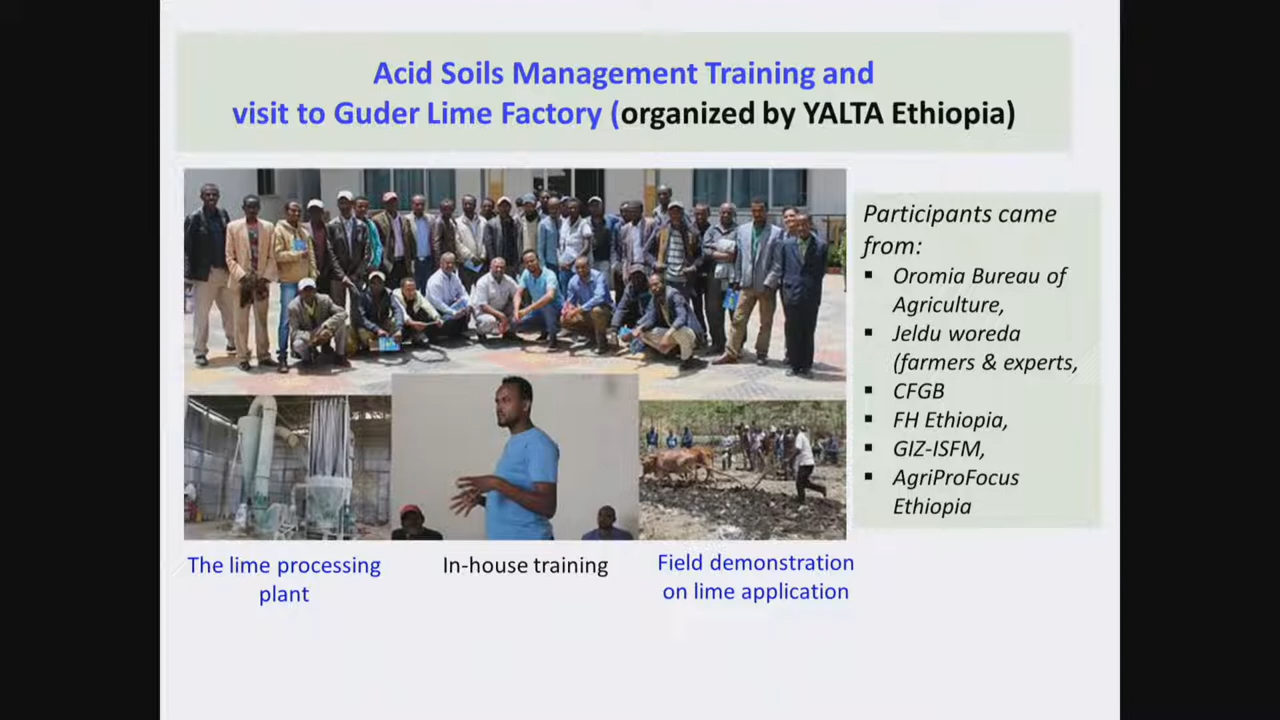 Acid Soils Management Training and
visit to Guder Lime Factory (organized by YALTA Ethiopia)
Participants came
from:
▪ Oromia Bureau of
Agriculture,
▪ Jeldu woreda
(farmers & experts,
▪ CFGB
▪ FH Ethiopia,
▪ GIZ-ISFM,
▪ AgriProFocus
Ethiopia
The lime processing
plant
In-house training
Field demonstration
on lime application